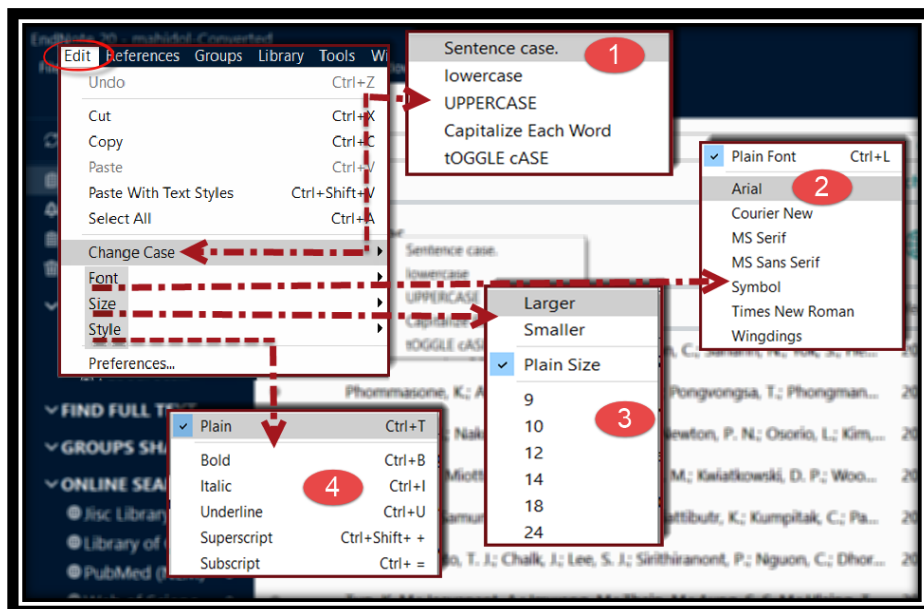 EndNote 20 - mahidol-Converted
Edit References Groups Library Tools Wi
Undo Ctrl+Z
Cut Ctrl+X
Copy Ctrl+C
Paste Ctrl+V
Paste With Text Styles Ctrl+Shift+V
Select All Ctrl+A
Change Case
Font
Size
Style
Preferences...
Sentence case.
lowercase
UPPERCASE
Capitalize Each Word
tOGGLE cASE
1
Plain Font Ctrl+L
Arial
Courier New
MS Serif
MS Sans Serif
Symbol
Times New Roman
Wingdings
2
Sentence case.
lowercase
UPPERCASE
Capitalize Each
tOGGLE cASE
Larger
Smaller
Plain Size
9
10
12
14
18
24
3
Plain Ctrl+T
Bold Ctrl+B
Italic Ctrl+I
Underline Ctrl+U
Superscript Ctrl+Shift+ +
Subscript Ctrl+ =
4
FIND FULL
GROUPS
ONLINE
Jisc Library
Library of
PubMed
Phommasone, K.; Pongvongsa, T.; Phongman...
Newton, P. N.; Osorio, L.; Kim,...
M.; Kwiatkowski, D. P.; Woo...
Kumpitak, C.; Pa...
T. J.; Chalk, J.; Lee, S. J.; Sirithiranont, P.; Nguon, C.; Dhor...